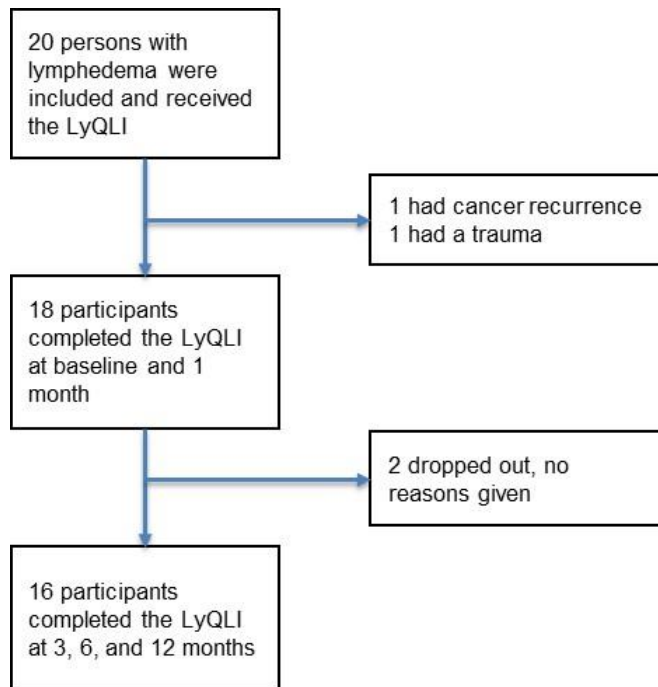 20 persons with
lymphedema were
included and received
the LyQLI
1 had cancer recurrence
1 had a trauma
18 participants
completed the LyQLI
at baseline and 1
month
2 dropped out, no
reasons given
16 participants
completed the LyQLI
at 3, 6, and 12 months